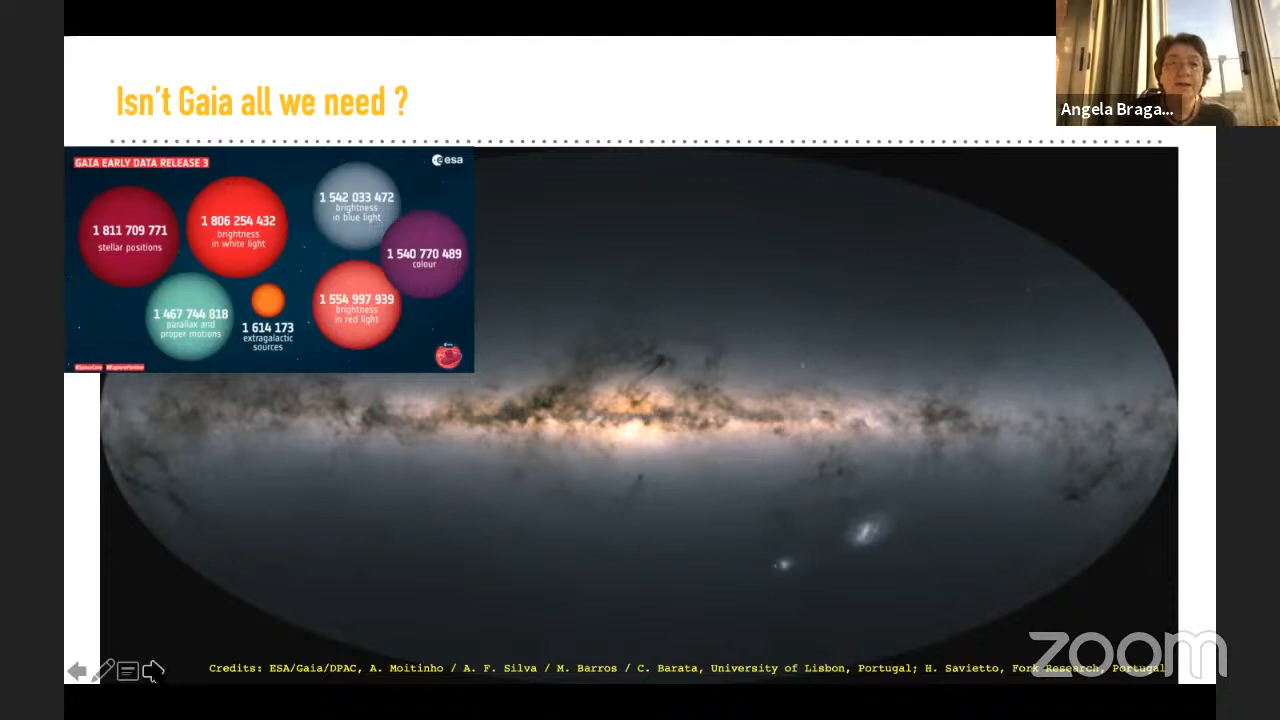 Isn't Gaia all we need ?
Angela Braga...
GAIA EARLY DATA RELEASE 3
esa
1 811 709 771
stellar positions
1 806 254 432
brightness
in white light
1 542 033 472
brightness
in blue light
1 540 770 489
colour
1 467 744 818
parallax and
proper motions
1 614 173
extragalactic
sources
1 554 997 939
brightness
in red light
#SpaceCare #ExploreFarther
Credits: ESA/Gaia/DPAC, A. Moitinho / A. F. Silva / M. Barros / C. Barata, University of Lisbon, Portugal; H. Savietto, Fork Research, Portugal
zoom